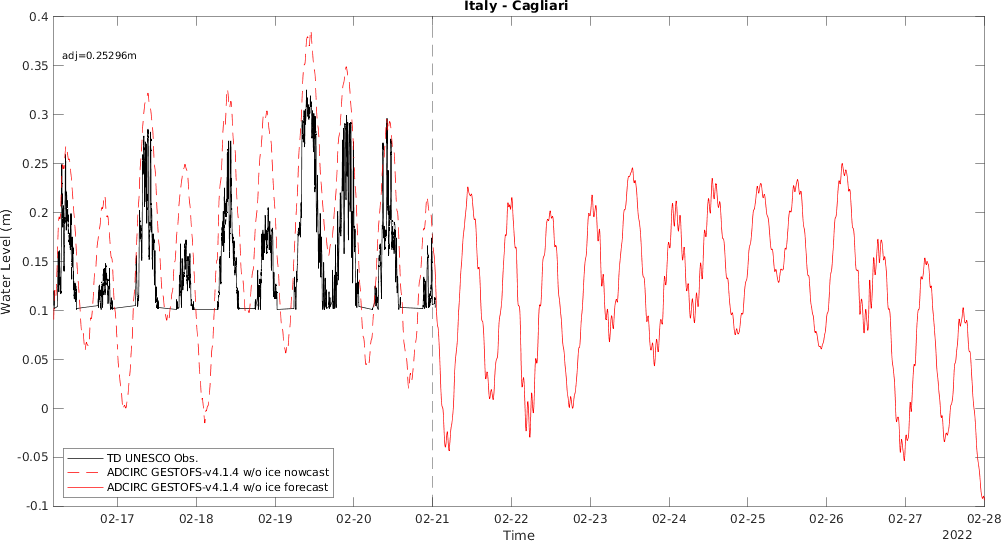 Italy - Cagliari
adj=0.25296m
Water Level (m)
0.4
0.35
0.3
0.25
0.2
0.15
0.1
0.05
0
-0.05
-0.1
TD UNESCO Obs.
ADCIRC GESTOFS-v4.1.4 w/o ice nowcast
ADCIRC GESTOFS-v4.1.4 w/o ice forecast
02-17 02-18 02-19 02-20 02-21 02-22 02-23 02-24 02-25 02-26 02-27 02-28
Time
2022